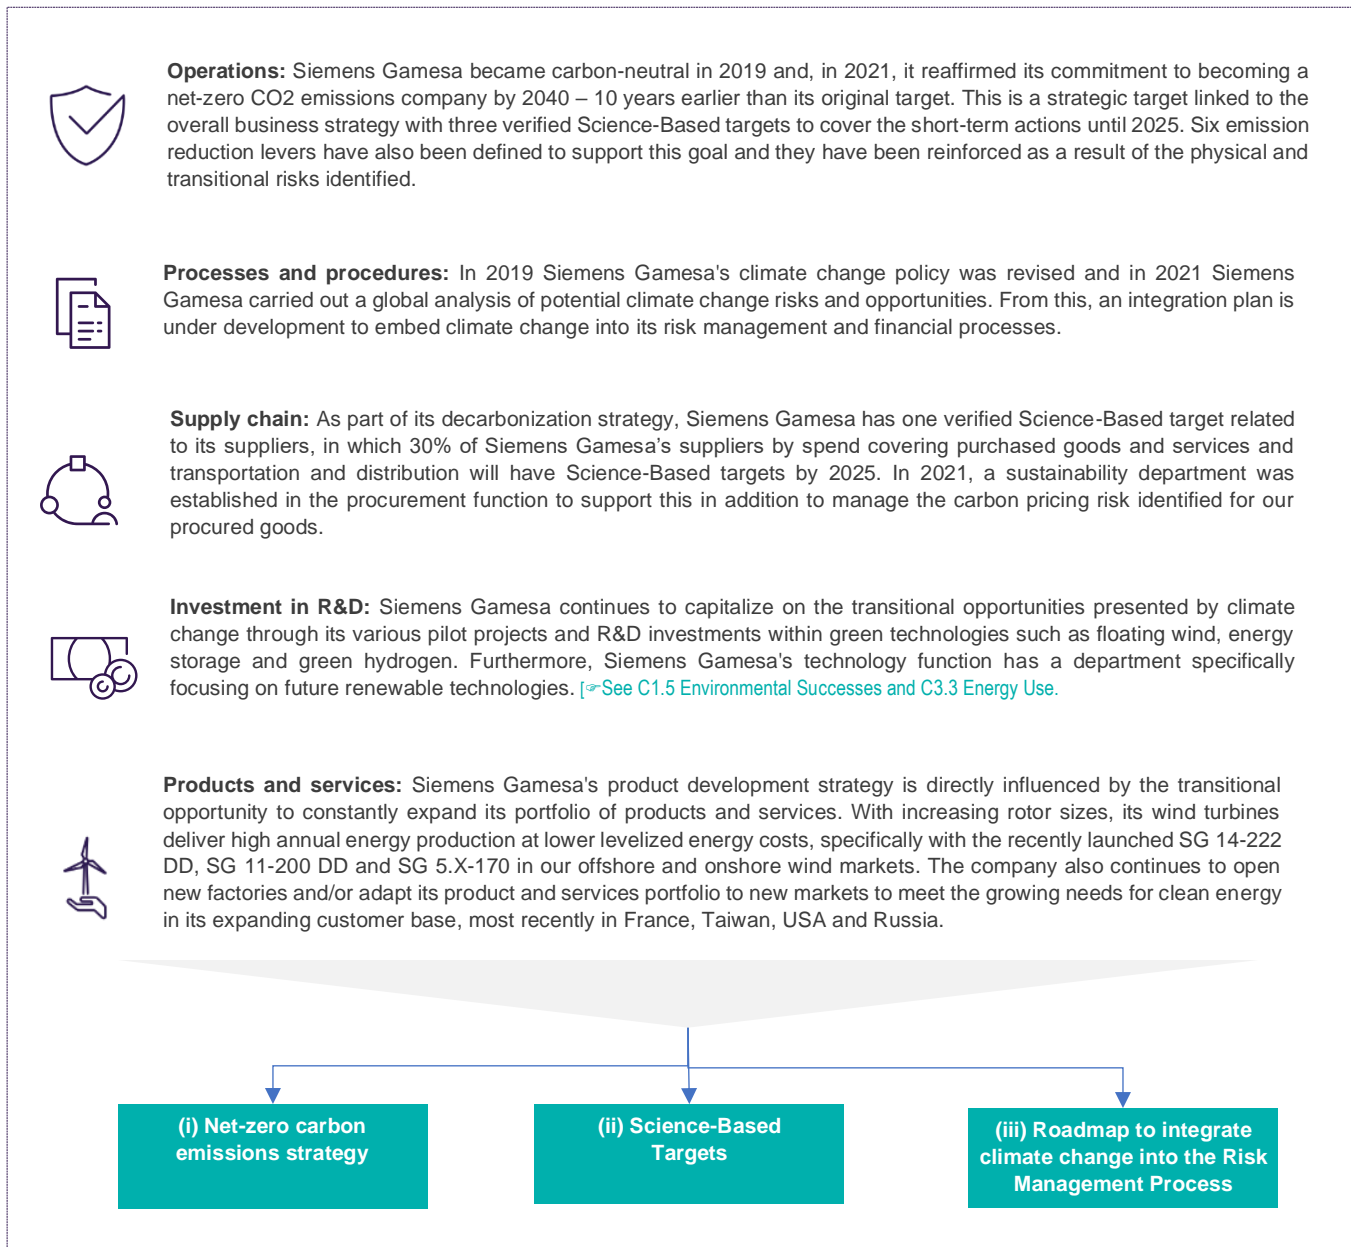 Operations: Siemens Gamesa became carbon-neutral in 2019 and, in 2021, it reaffirmed its commitment to becoming a
net-zero CO2 emissions company by 2040 – 10 years earlier than its original target. This is a strategic target linked to the
overall business strategy with three verified Science-Based targets to cover the short-term actions until 2025. Six emission
reduction levers have also been defined to support this goal and they have been reinforced as a result of the physical and
transitional risks identified.
Processes and procedures: In 2019 Siemens Gamesa's climate change policy was revised and in 2021 Siemens
Gamesa carried out a global analysis of potential climate change risks and opportunities. From this, an integration plan is
under development to embed climate change into its risk management and financial processes.
Supply chain: As part of its decarbonization strategy, Siemens Gamesa has one verified Science-Based target related
to its suppliers, in which 30% of Siemens Gamesa’s suppliers by spend covering purchased goods and services and
transportation and distribution will have Science-Based targets by 2025. In 2021, a sustainability department was
established in the procurement function to support this in addition to manage the carbon pricing risk identified for our
procured goods.
Investment in R&D: Siemens Gamesa continues to capitalize on the transitional opportunities presented by climate
change through its various pilot projects and R&D investments within green technologies such as floating wind, energy
storage and green hydrogen. Furthermore, Siemens Gamesa's technology function has a department specifically
focusing on future renewable technologies. [☞See C1.5 Environmental Successes and C3.3 Energy Use.
Products and services: Siemens Gamesa's product development strategy is directly influenced by the transitional
opportunity to constantly expand its portfolio of products and services. With increasing rotor sizes, its wind turbines
deliver high annual energy production at lower levelized energy costs, specifically with the recently launched SG 14-222
DD, SG 11-200 DD and SG 5.X-170 in our offshore and onshore wind markets. The company also continues to open
new factories and/or adapt its product and services portfolio to new markets to meet the growing needs for clean energy
in its expanding customer base, most recently in France, Taiwan, USA and Russia.
(i) Net-zero carbon
emissions strategy
(ii) Science-Based
Targets
(iii) Roadmap to integrate
climate change into the Risk
Management Process